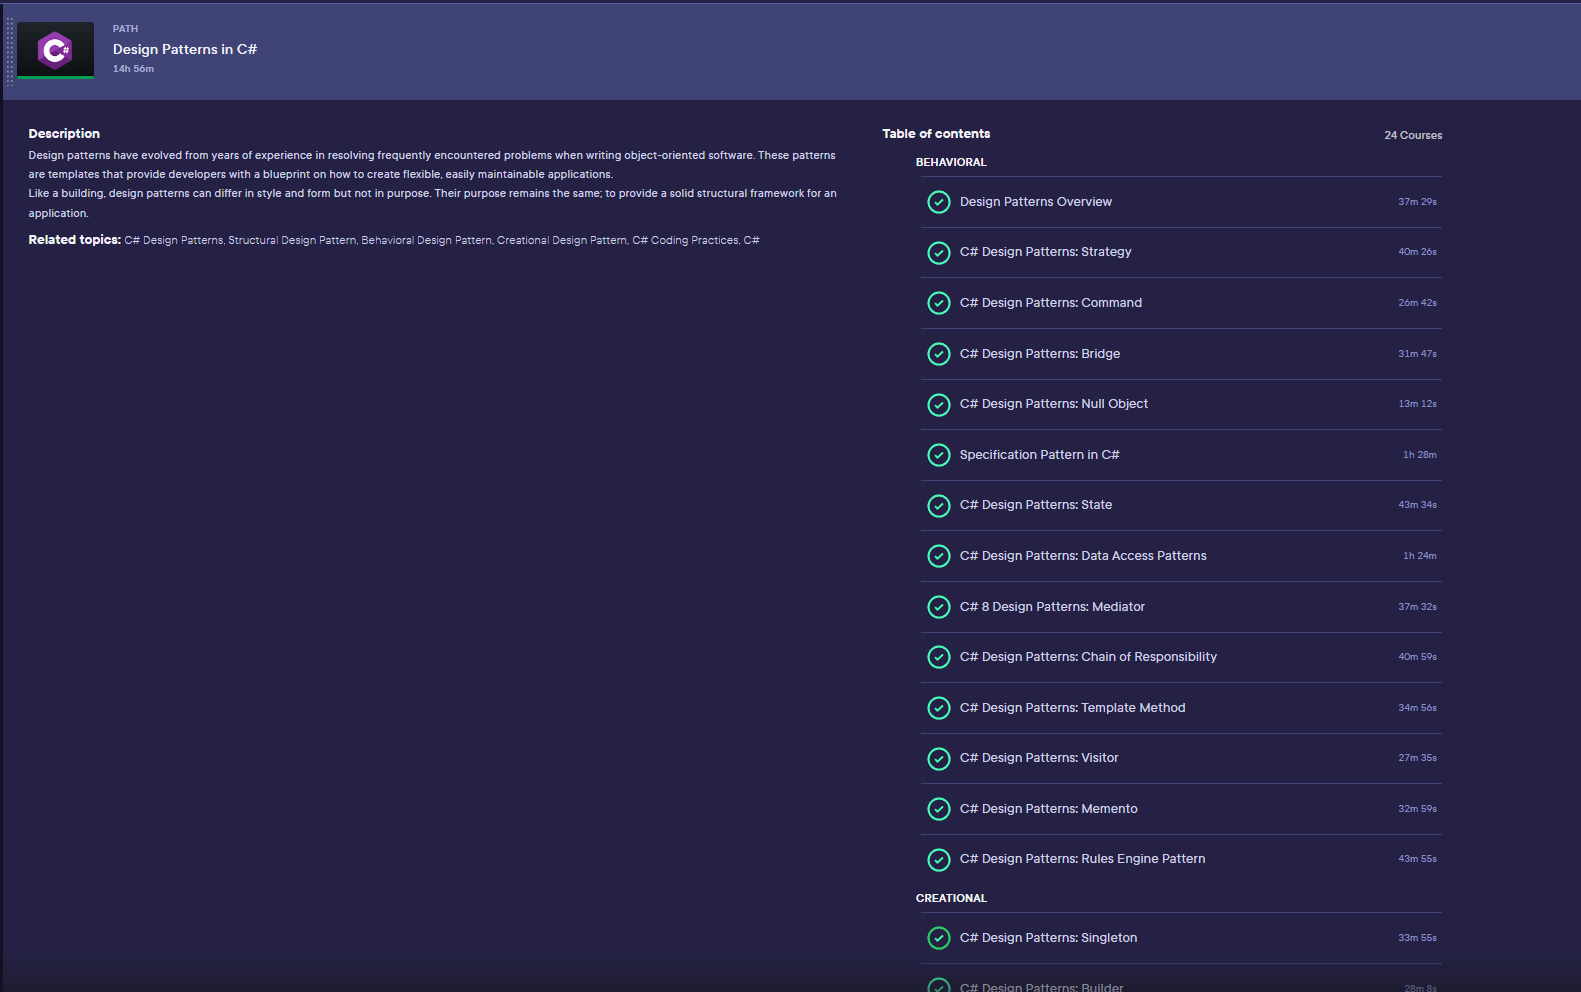 C#
PATH
Design Patterns in C#
14h 56m
Description
Design patterns have evolved from years of experience in resolving frequently encountered problems when writing object-oriented software. These patterns
are templates that provide developers with a blueprint on how to create flexible, easily maintainable applications.
Like a building, design patterns can differ in style and form but not in purpose. Their purpose remains the same; to provide a solid structural framework for an
application.
Related topics: C# Design Patterns, Structural Design Pattern, Behavioral Design Pattern, Creational Design Pattern, C# Coding Practices, C#
Table of contents 24 Courses
BEHAVIORAL
Design Patterns Overview 37m 29s
C# Design Patterns: Strategy 40m 26s
C# Design Patterns: Command 26m 42s
C# Design Patterns: Bridge 31m 47s
C# Design Patterns: Null Object 13m 12s
Specification Pattern in C# 1h 28m
C# Design Patterns: State 43m 34s
C# Design Patterns: Data Access Patterns 1h 24m
C# 8 Design Patterns: Mediator 37m 32s
C# Design Patterns: Chain of Responsibility 40m 59s
C# Design Patterns: Template Method 34m 56s
C# Design Patterns: Visitor 27m 35s
C# Design Patterns: Memento 32m 59s
C# Design Patterns: Rules Engine Pattern 43m 55s
CREATIONAL
C# Design Patterns: Singleton 33m 55s
C# Design Patterns: Builder 28m 8s